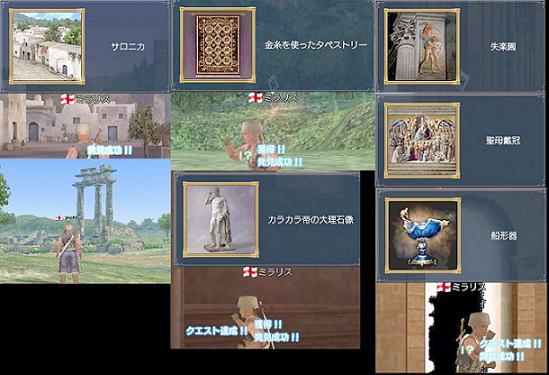 サロニカ
ミラリス
発見成功!!
金糸を使ったタペストリー
ミラリス
獲得!!
発見成功!!
カラカラ帝の大理石像
ミラリス
クエスト達成!!
獲得!!
発見成功!!
失楽園
聖母戴冠
船形器
ミラリス
クエスト達成!!
発見成功!!